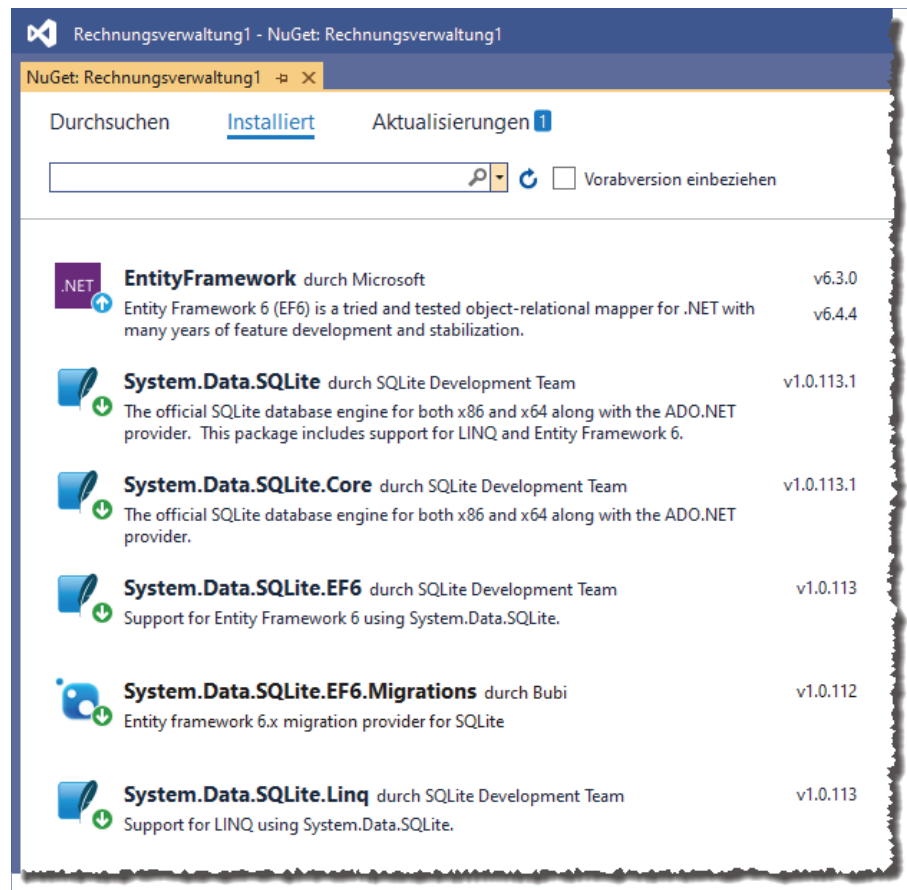 Rechnungsverwaltung1 - NuGet: Rechnungsverwaltung1
NuGet: Rechnungsverwaltung1
Durchsuchen Installiert Aktualisierungen 1
Vorabversion einbeziehen
.NET
EntityFramework durch Microsoft v6.3.0
Entity Framework 6 (EF6) is a tried and tested object-relational mapper for .NET with v6.4.4
many years of feature development and stabilization.
System.Data.SQLite durch SQLite Development Team v1.0.113.1
The official SQLite database engine for both x86 and x64 along with the ADO.NET
provider. This package includes support for LINQ and Entity Framework 6.
System.Data.SQLite.Core durch SQLite Development Team v1.0.113.1
The official SQLite database engine for both x86 and x64 along with the ADO.NET
provider.
System.Data.SQLite.EF6 durch SQLite Development Team v1.0.113
Support for Entity Framework 6 using System.Data.SQLite.
System.Data.SQLite.EF6.Migrations durch Bubi v1.0.112
Entity framework 6.x migration provider for SQLite
System.Data.SQLite.Linq durch SQLite Development Team v1.0.113
Support for LINQ using System.Data.SQLite.